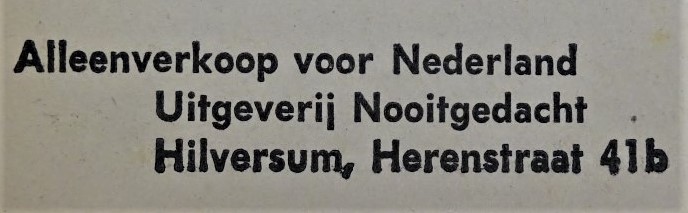 Alleenverkoop voor Nederland
Uitgeverij Nooitgedacht
Hilversum, Herenstraat 41b